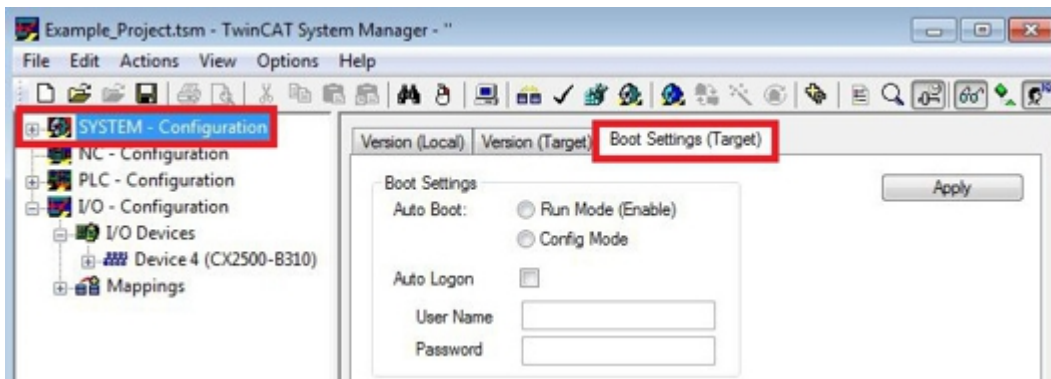 Example_Project.tsm - TwinCAT System Manager - ''
File Edit Actions View Options Help
SYSTEM - Configuration
NC - Configuration
PLC - Configuration
I/O - Configuration
I/O Devices
Device 4 (CX2500-B310)
Mappings
Version (Local) Version (Target) Boot Settings (Target)
Boot Settings
Apply
Auto Boot: Run Mode (Enable)
Config Mode
Auto Logon
User Name
Password